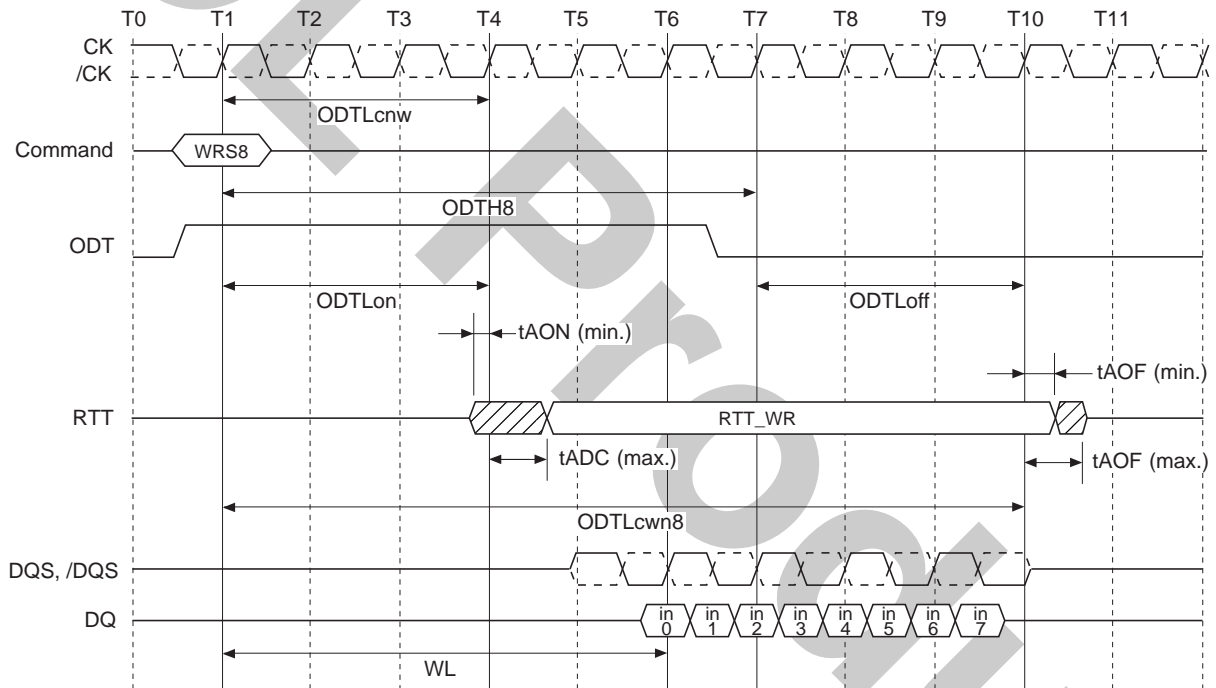 T0 T1 T2 T3 T4 T5 T6 T7 T8 T9 T10 T11
CK
/CK
ODTLcnw
Command WRS8
ODTH8
ODT
ODTLon ODTLoff
tAON (min.)
tAOF (min.)
RTT RTT_WR
tADC (max.) tAOF (max.)
ODTLcwn8
DQS, /DQS
DQ in 0 in 1 in 2 in 3 in 4 in 5 in 6 in 7
WL